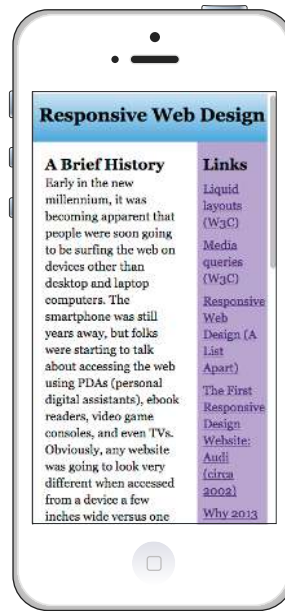 Responsive Web Design
A Brief History
Early in the new
millennium, it was
becoming apparent that
people were soon going
to be surfing the web on
devices other than
desktop and laptop
computers. The
smartphone was still
years away, but folks
were starting to talk
about accessing the web
using PDAs (personal
digital assistants), ebook
readers, video game
consoles, and even TVs.
Obviously, any website
was going to look very
different when accessed
from a device a few
inches wide versus one
Links
Liquid
layouts
(W3C)
Media
queries
(W3C)
Responsive
Web
Design (A
List
Apart)
The First
Responsive
Design
Website:
Audi
(circa
2002)
Why 2013